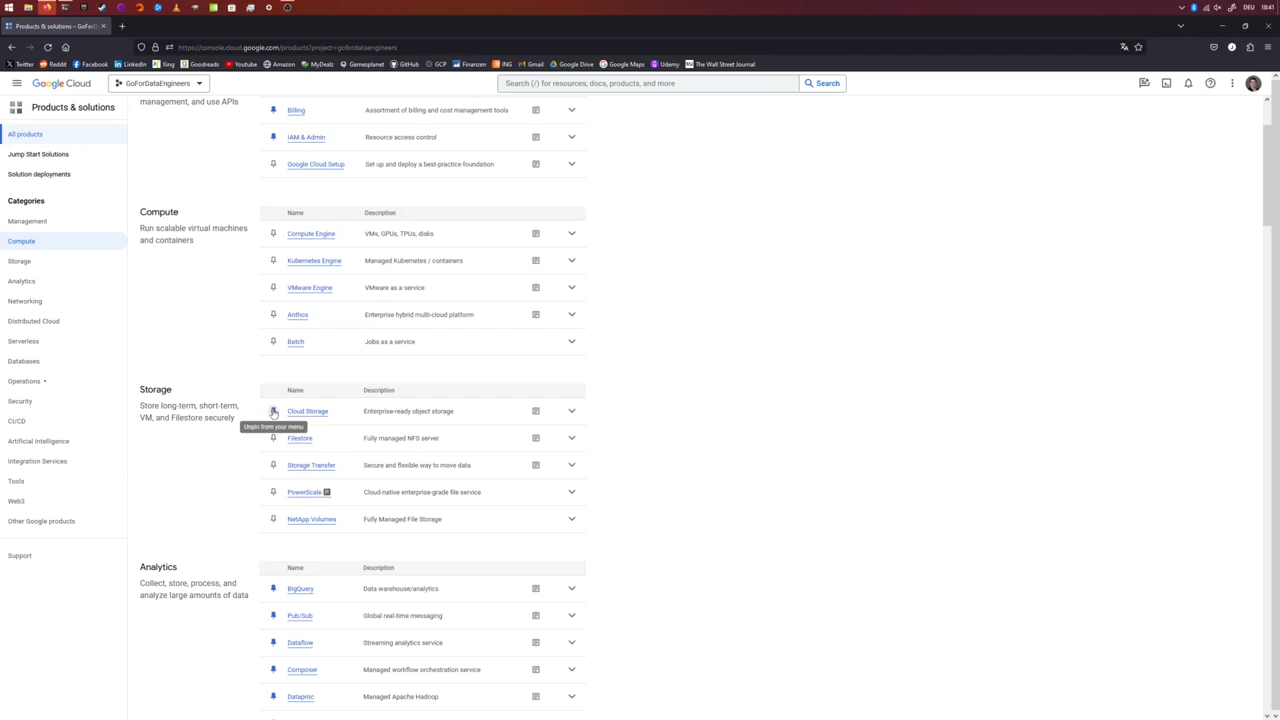 DEU 18:41
Products & solutions – GoForD
https://console.cloud.google.com/products?project=gofordataengineers
Twitter Reddit Facebook LinkedIn Xing Goodreads Youtube Amazon MyDealz Gamesplanet GitHub GCP Finanzem ING Gmail Google Drive Google Maps Udemy The Wall Street Journal
Google Cloud GoForDataEngineers Search (/) for resources, docs, products, and more Search
Products & solutions
All products
Jump Start Solutions
Solution deployments
Categories
Management
Compute
Storage
Analytics
Networking
Distributed Cloud
Serverless
Databases
Operations •
Security
CI/CD
Artificial Intelligence
Integration Services
Tools
Web3
Other Google products
Support
management, and use APIs
Billing Assortment of billing and cost management tools
IAM & Admin Resource access control
Google Cloud Setup Set up and deploy a best-practice foundation
Compute
Run scalable virtual machines
and containers
Name Description
Compute Engine VMs, GPUs, TPUs, disks
Kubernetes Engine Managed Kubernetes / containers
VMware Engine VMware as a service
Anthos Enterprise hybrid multi-cloud platform
Batch Jobs as a service
Storage
Store long-term, short-term,
VM, and Filestore securely
Name Description
Cloud Storage Enterprise-ready object storage
Unpin from your menu
Filestore Fully managed NFS server
Storage Transfer Secure and flexible way to move data
PowerScale Cloud-native enterprise-grade file service
NetApp Volumes Fully Managed File Storage
Analytics
Collect, store, process, and
analyze large amounts of data
Name Description
BigQuery Data warehouse/analytics
Pub/Sub Global real-time messaging
Dataflow Streaming analytics service
Composer Managed workflow orchestration service
Dataproc Managed Apache Hadoop